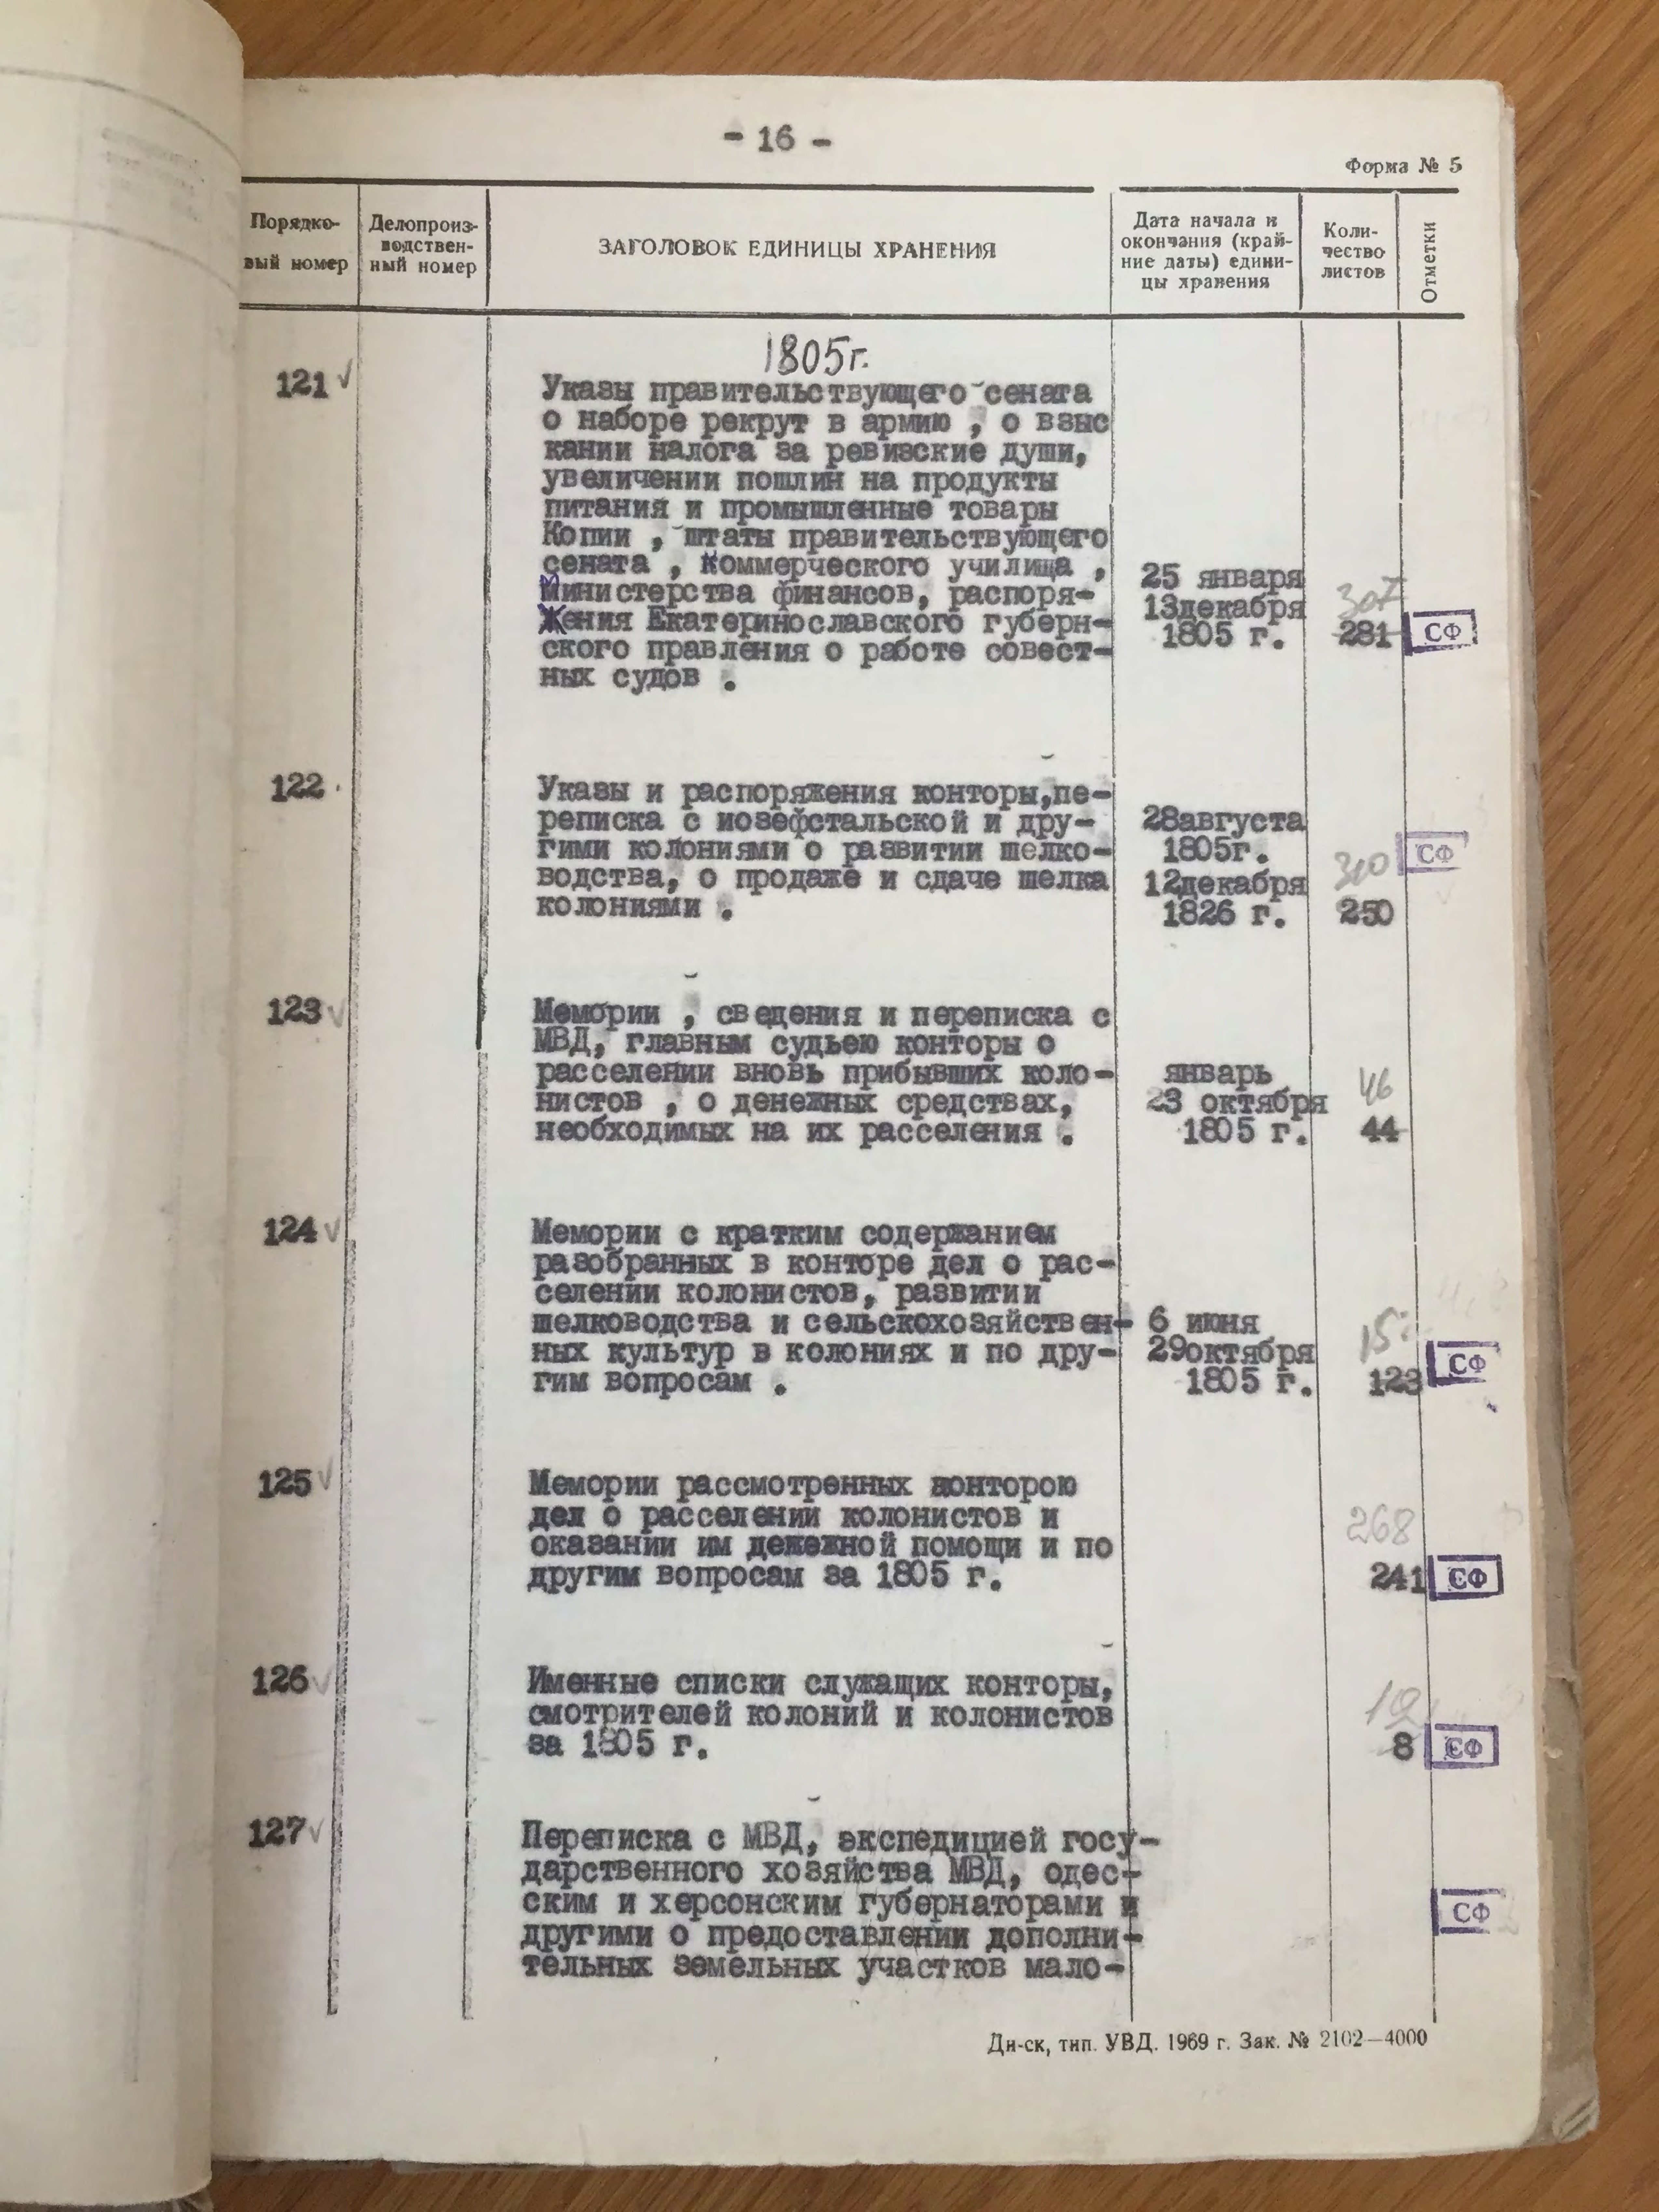 - 16 -
Форма № 5
Порядко-
вый номер
Делопроиз-
водствен-
ный номер
ЗАГОЛОВОК ЕДИНИЦЫ ХРАНЕНИЯ
Дата начала и
окончания (край-
ние даты) едини-
цы хранения
Коли-
чество
листов
Отметки
1805г.
121
Указы правительствующего сената
о наборе рекрут в армию , о взыс
кании налога за ревизские души,
увеличении пошлин на продукты
питания и промышленные товары
Копии , штаты правительствующего
сената , Коммерческого училища ,
Министерства финансов, распоря-
Жения Екатеринославского губерн-
ского правления о работе совест-
ных судов .
25 января
13декабря
1805 г.
307
281
СФ
122
Указы и распоряжения конторы,пе-
реписка с иозефстальской и дру-
гими колониями о развитии шелко-
водства, о продаже и сдаче шелка
колониями .
28августа
1805г.
12декабря
1826 г.
310
250
СФ
123
Мемории , сведения и переписка с
МВД, главным судьею конторы о
расселении вновь прибывших коло-
нистов , о денежных средствах,
необходимых на их расселения .
январь
23 октября
1805 г.
46
44
124
Мемории с кратким содержанием
разобранных в конторе дел о рас-
селении колонистов, развитии
шелководства и сельскохозяйствен-
ных культур в колониях и по дру-
гим вопросам .
6 июня
29октября
1805 г.
123
СФ
125
Мемории рассмотренных конторою
дел о расселении колонистов и
оказании им денежной помощи и по
другим вопросам за 1805 г.
268
241
СФ
126
Именные списки служащих конторы,
смотрителей колоний и колонистов
за 1805 г.
8
СФ
127
Переписка с МВД, экспедицией госу-
дарственного хозяйства МВД, одес-
ским и херсонским губернаторами и
другими о предоставлении дополни-
тельных земельных участков мало-
СФ
Дн-ск, тип. УВД. 1969 г. Зак. № 2102—4000